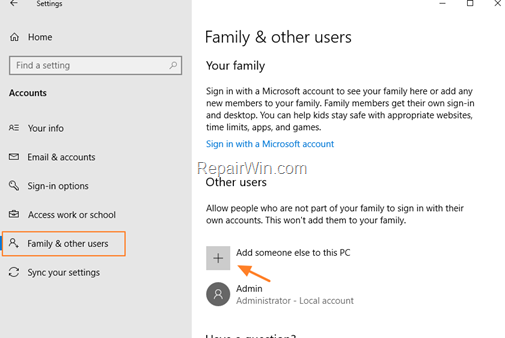 Settings
Home
Find a setting
Accounts
Your info
Email & accounts
Sign-in options
Access work or school
Family & other users
Sync your settings
Family & other users
Your family
Sign in with a Microsoft account to see your family here or add any
new members to your family. Family members get their own sign-in
and desktop. You can help kids stay safe with appropriate websites,
time limits, apps, and games.
Sign in with a Microsoft account
RepairWin.com
Other users
Allow people who are not part of your family to sign in with their
own accounts. This won't add them to your family.
Add someone else to this PC
Admin
Administrator - Local account
Have a question?